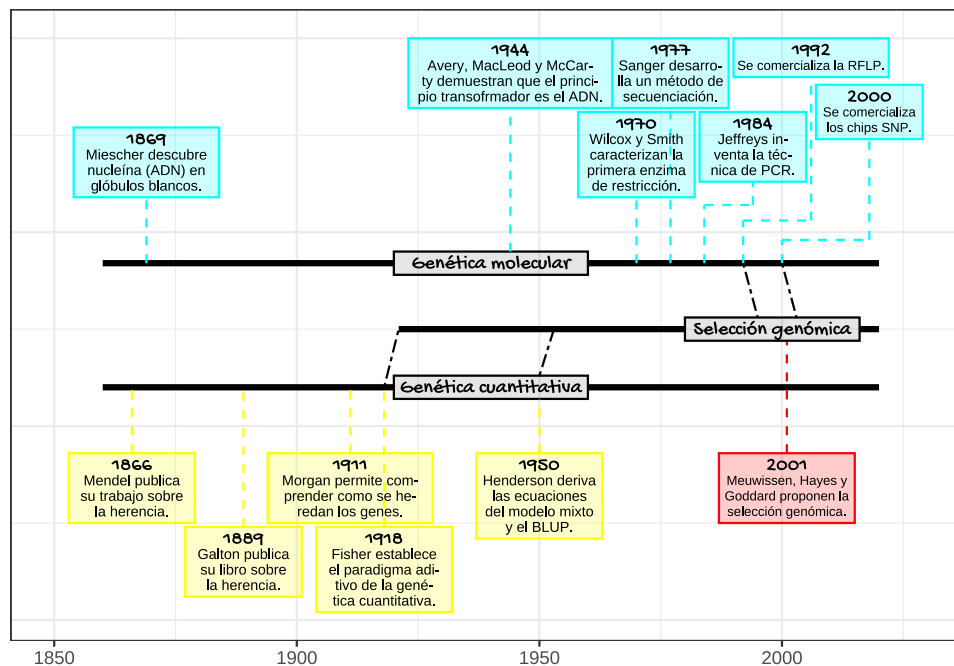 1944
Avery, MacLeod y McCar-
ty demuestran que el princi-
pio transofrmador es el ADN.
1977
Sanger desarro-
lla un método de
secuenciación.
1992
Se comercializa la RFLP.
2000
Se comercializa
los chips SNP.
1869
Miescher descubre
nucleína (ADN) en
glóbulos blancos.
1970
Wilcox y Smith
caracterizan la
primera enzima
de restricción.
1984
Jeffreys in-
venta la téc-
nica de PCR.
Genética molecular
Selección genómica
Genética cuantitativa
1866
Mendel publica
su trabajo sobre
la herencia.
1889
Galton publica
su libro sobre
la herencia.
1911
Morgan permite com-
prender como se he-
redan los genes.
1918
Fisher establece
el paradigma adi-
tivo de la gené-
tica cuantitativa.
1950
Henderson deriva
las ecuaciones
del modelo mixto
y el BLUP.
2001
Meuwissen, Hayes y
Goddard proponen la
selección genómica.
1850
1900
1950
2000